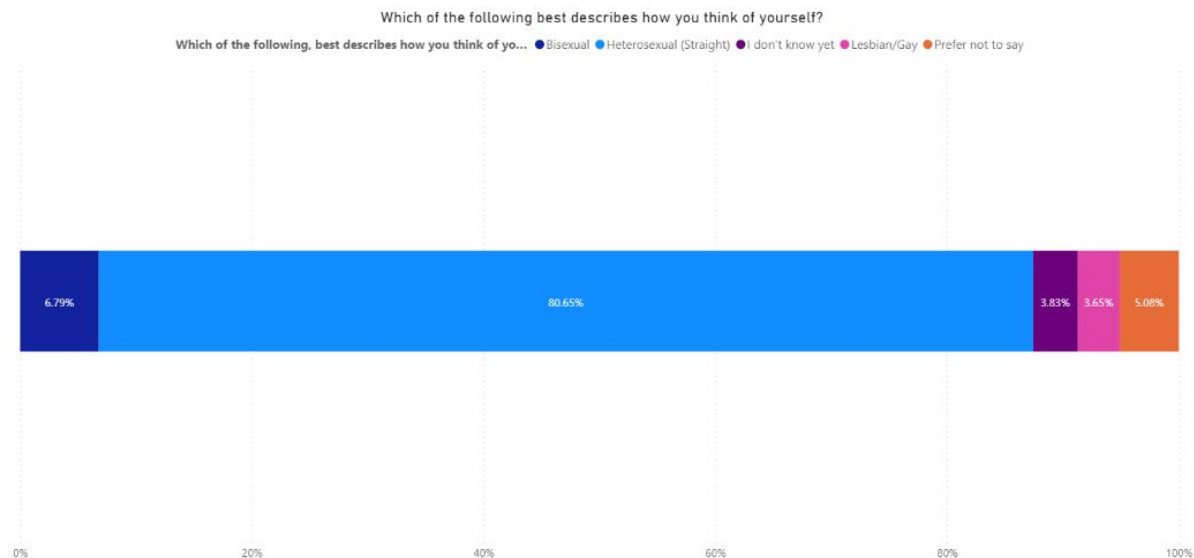 Which of the following best describes how you think of yourself?
Which of the following, best describes how you think of yo... Bisexual Heterosexual (Straight) I don't know yet Lesbian/Gay Prefer not to say
6.79% 80.65% 3.83% 3.65% 5.08%
0% 20% 40% 60% 80% 100%